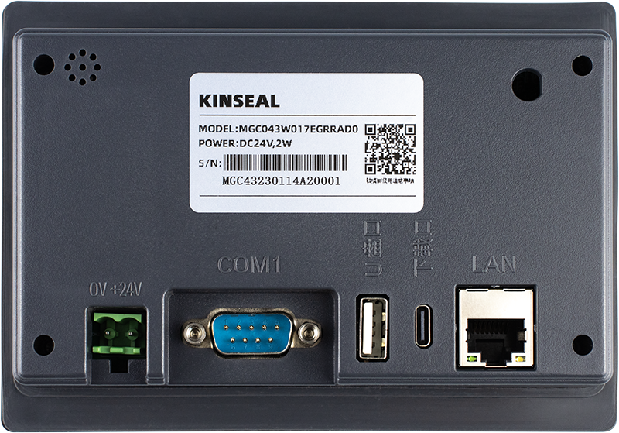 KINSEAL
MODEL:MGC043W017EGRRAD0
POWER:DC24V,2W
S/N:
MGC43230114A20001
0V +24V
COM1
U盘口
下载口
LAN